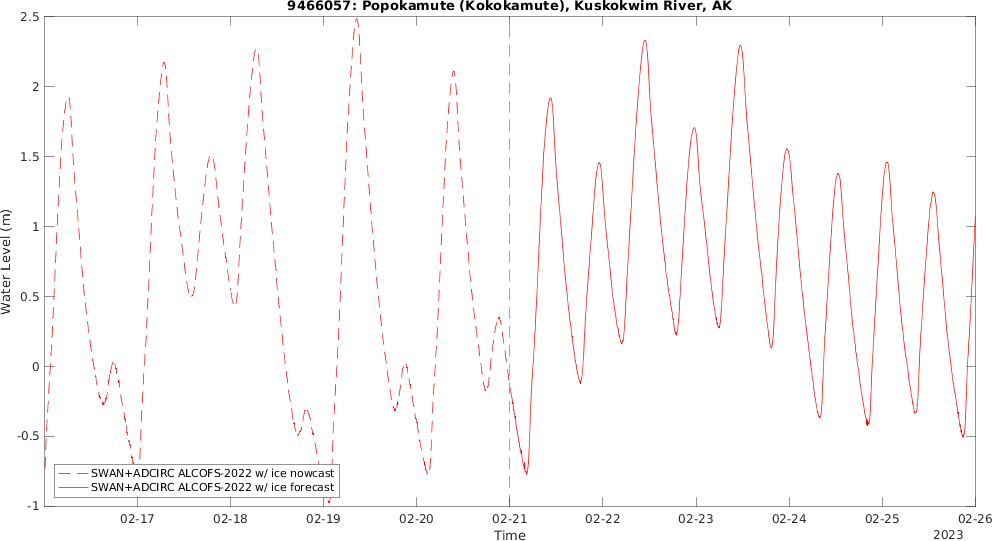 9466057: Popokamute (Kokokamute), Kuskokwim River, AK
2.5
2
1.5
1
0.5
0
-0.5
-1
Water Level (m)
SWAN+ADCIRC ALCOFS-2022 w/ ice nowcast
SWAN+ADCIRC ALCOFS-2022 w/ ice forecast
02-17 02-18 02-19 02-20 02-21 02-22 02-23 02-24 02-25 02-26
Time
2023